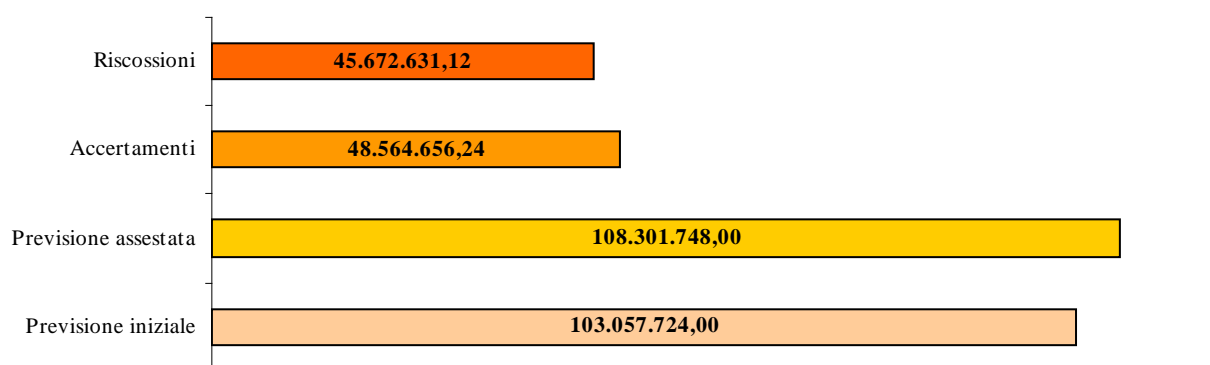 Riscossioni 45.672.631,12
Accertamenti 48.564.656,24
Previsione assestata 108.301.748,00
Previsione iniziale 103.057.724,00